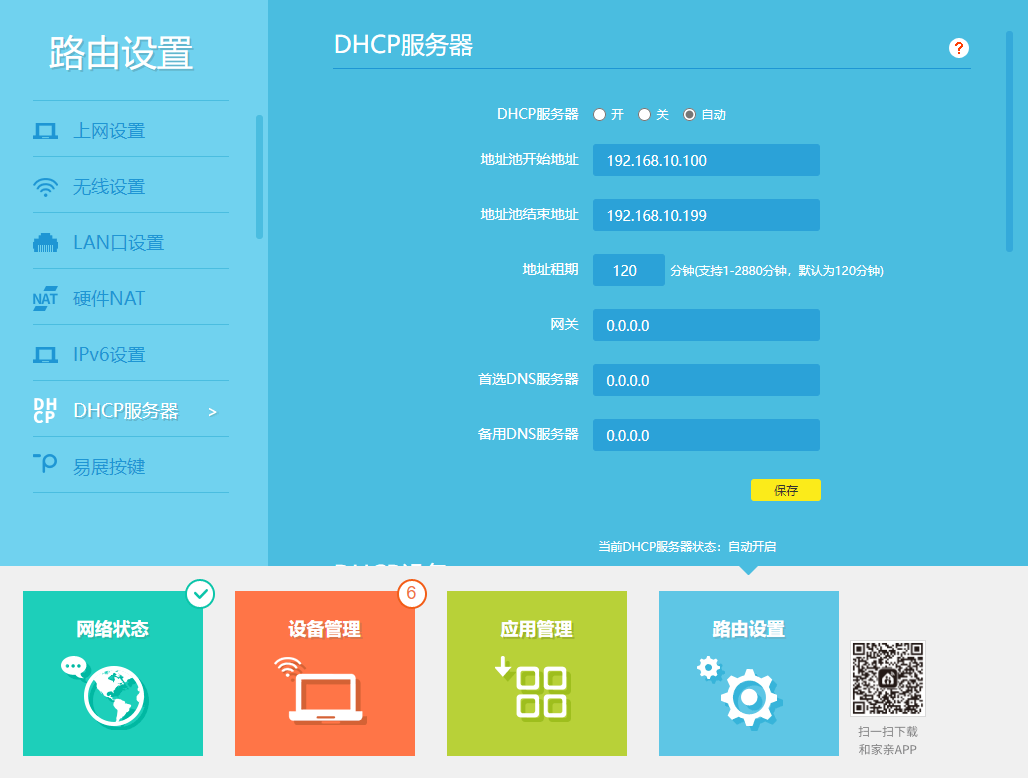 路由设置
上网设置
无线设置
LAN口设置
NAT 硬件NAT
IPv6设置
DHCP DHCP服务器 >
易展按键
DHCP服务器 ?
DHCP服务器 开 关 自动
地址池开始地址 192.168.10.100
地址池结束地址 192.168.10.199
地址租期 120 分钟(支持1-2880分钟，默认为120分钟)
网关 0.0.0.0
首选DNS服务器 0.0.0.0
备用DNS服务器 0.0.0.0
保存
当前DHCP服务器状态：自动开启
网络状态
设备管理 6
应用管理
路由设置
扫一扫下载
和家亲APP